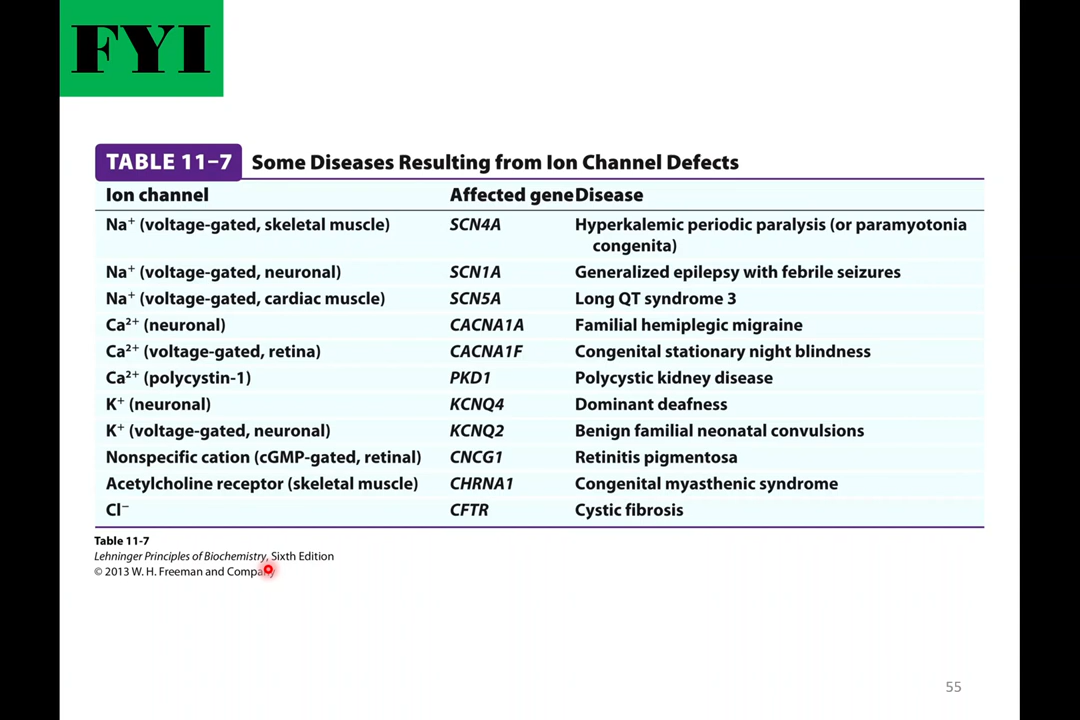 FYI
TABLE 11–7 Some Diseases Resulting from Ion Channel Defects
Ion channel Affected gene Disease
Na⁺ (voltage-gated, skeletal muscle) SCN4A Hyperkalemic periodic paralysis (or paramyotonia
congenita)
Na⁺ (voltage-gated, neuronal) SCN1A Generalized epilepsy with febrile seizures
Na⁺ (voltage-gated, cardiac muscle) SCN5A Long QT syndrome 3
Ca²⁺ (neuronal) CACNA1A Familial hemiplegic migraine
Ca²⁺ (voltage-gated, retina) CACNA1F Congenital stationary night blindness
Ca²⁺ (polycystin-1) PKD1 Polycystic kidney disease
K⁺ (neuronal) KCNQ4 Dominant deafness
K⁺ (voltage-gated, neuronal) KCNQ2 Benign familial neonatal convulsions
Nonspecific cation (cGMP-gated, retinal) CNCG1 Retinitis pigmentosa
Acetylcholine receptor (skeletal muscle) CHRNA1 Congenital myasthenic syndrome
Cl⁻ CFTR Cystic fibrosis
Table 11-7
Lehninger Principles of Biochemistry, Sixth Edition
© 2013 W. H. Freeman and Company
55